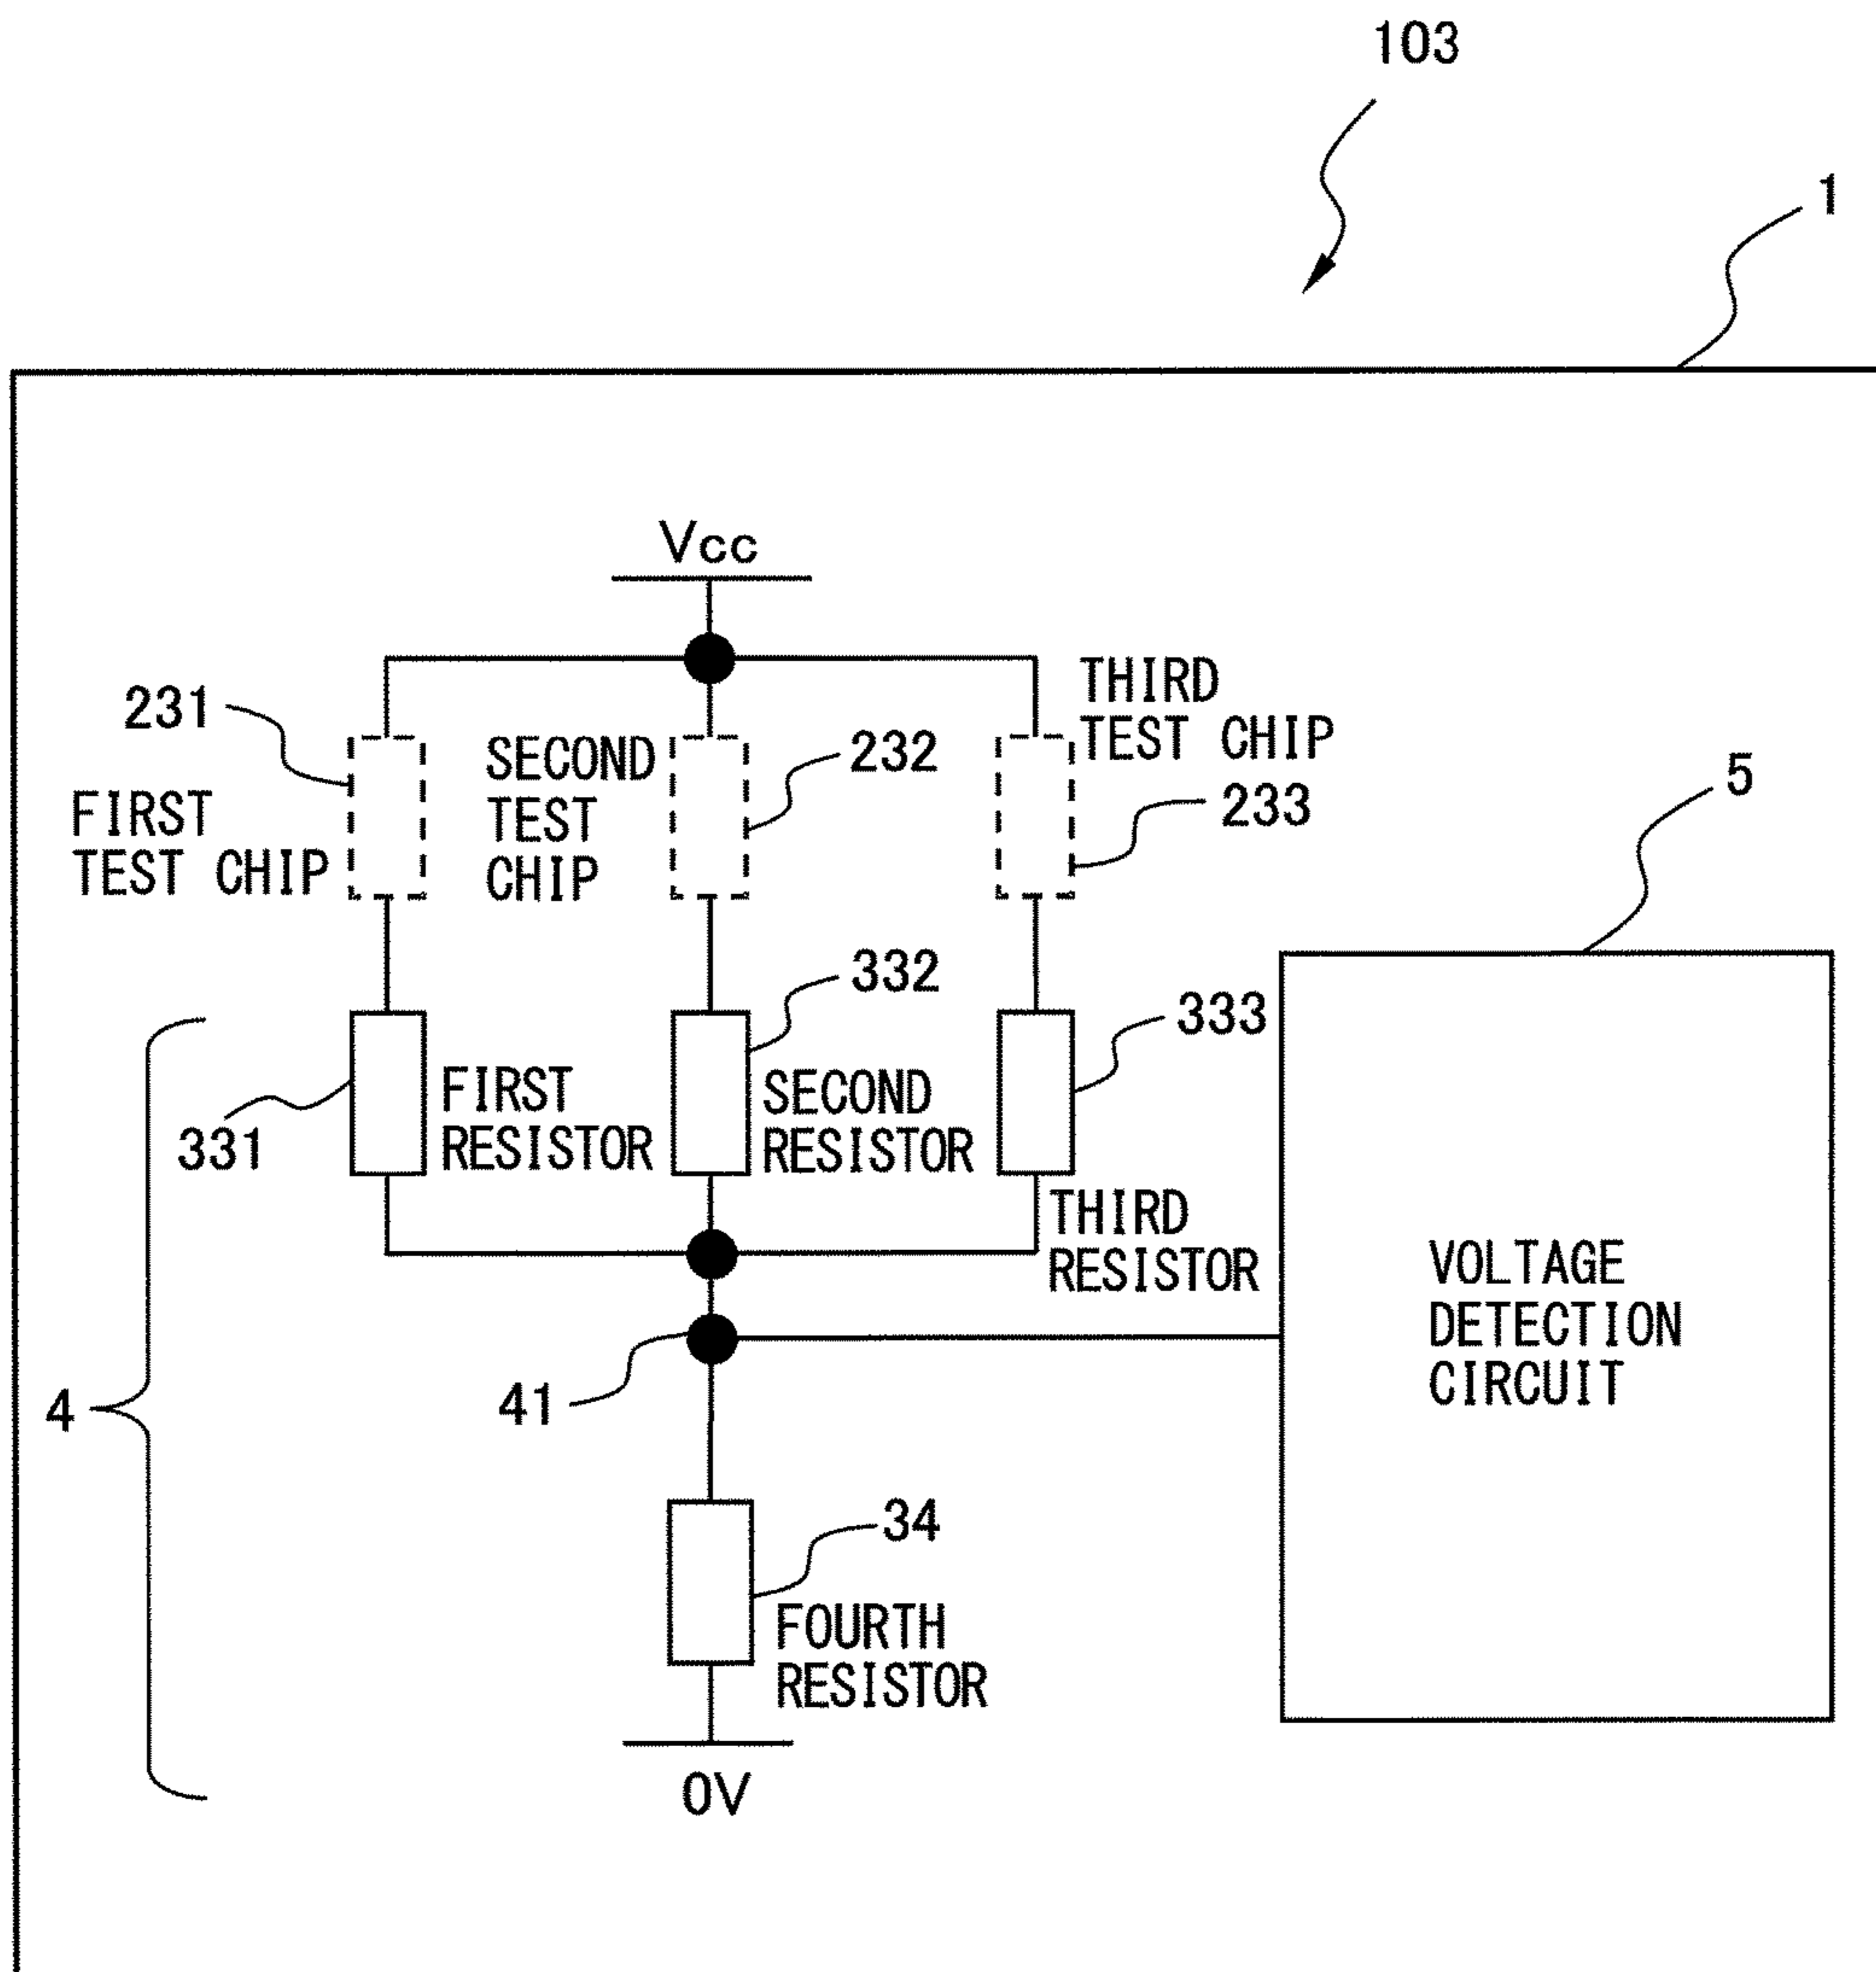 103
1
Vcc
231
FIRST
TEST CHIP
SECOND
TEST
CHIP
232
THIRD
TEST CHIP
233
5
331
FIRST
RESISTOR
332
SECOND
RESISTOR
333
THIRD
RESISTOR
VOLTAGE
DETECTION
CIRCUIT
4
41
34
FOURTH
RESISTOR
0V